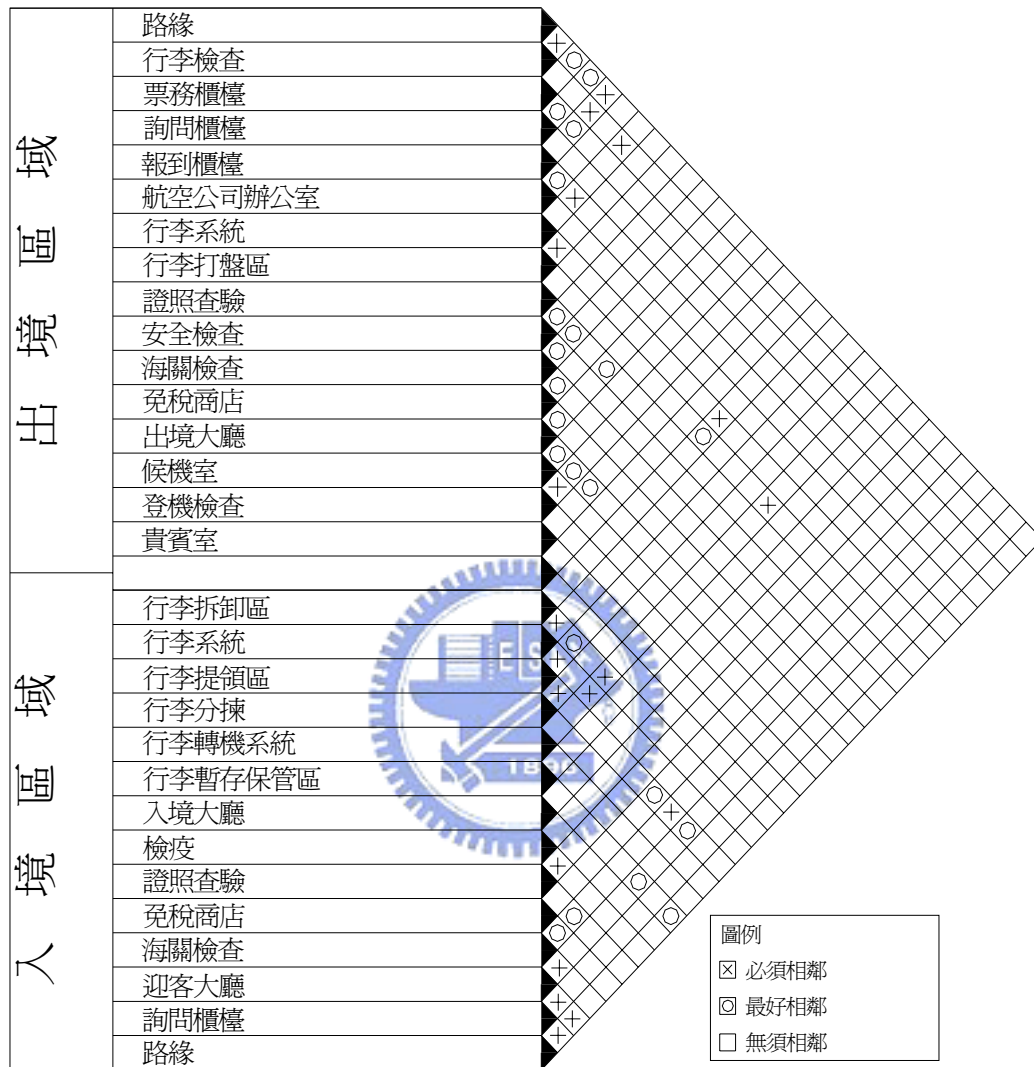 出境區域
路緣
行李檢查
票務櫃檯
詢問櫃檯
報到櫃檯
航空公司辦公室
行李系統
行李打盤區
證照查驗
安全檢查
海關檢查
免稅商店
出境大廳
候機室
登機檢查
貴賓室
入境區域
行李拆卸區
行李系統
行李提領區
行李分揀
行李轉機系統
行李暫存保管區
入境大廳
檢疫
證照查驗
免稅商店
海關檢查
迎客大廳
詢問櫃檯
路緣
圖例
必須相鄰
最好相鄰
無須相鄰
1896